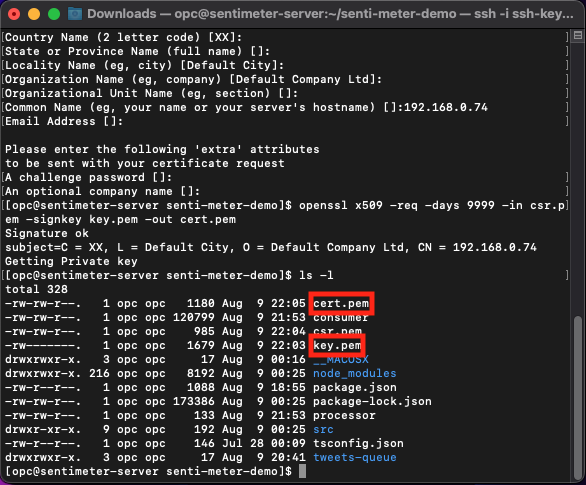 Downloads — opc@sentimeter-server:~/senti-meter-demo — ssh -i ssh-key...
[Country Name (2 letter code) [XX]: ]
[State or Province Name (full name) []: ]
[Locality Name (eg, city) [Default City]: ]
[Organization Name (eg, company) [Default Company Ltd]: ]
[Organizational Unit Name (eg, section) []: ]
[Common Name (eg, your name or your server's hostname) []:192.168.0.74 ]
[Email Address []: ]
Please enter the following 'extra' attributes
to be sent with your certificate request
[A challenge password []: ]
[An optional company name []: ]
[[opc@sentimeter-server senti-meter-demo]$ openssl x509 -req -days 9999 -in csr.p]
em -signkey key.pem -out cert.pem
Signature ok
subject=C = XX, L = Default City, O = Default Company Ltd, CN = 192.168.0.74
Getting Private key
[[opc@sentimeter-server senti-meter-demo]$ ls -l ]
total 328
-rw-rw-r--. 1 opc opc 1180 Aug 9 22:05 cert.pem
-rw-rw-r-- 1 opc opc 120799 Aug 9 21:53 consumer
-rw-rw-r--. 1 opc opc 985 Aug 9 22:04 csr.pem
-rw-------. 1 opc opc 1679 Aug 9 22:03 key.pem
drwxrwxr-x. 3 opc opc 17 Aug 9 00:16 __MACOSX
drwxrwxr-x. 216 opc opc 8192 Aug 9 00:25 node_modules
-rw-r--r--. 1 opc opc 1088 Aug 9 18:55 package.json
-rw-rw-r--. 1 opc opc 173386 Aug 9 00:25 package-lock.json
-rw-rw-r--. 1 opc opc 133 Aug 9 21:53 processor
drwxr-xr-x. 9 opc opc 192 Aug 9 00:25 src
-rw-r--r--. 1 opc opc 146 Jul 28 00:09 tsconfig.json
drwxrwxr-x. 3 opc opc 17 Aug 9 20:41 tweets-queue
[opc@sentimeter-server senti-meter-demo]$